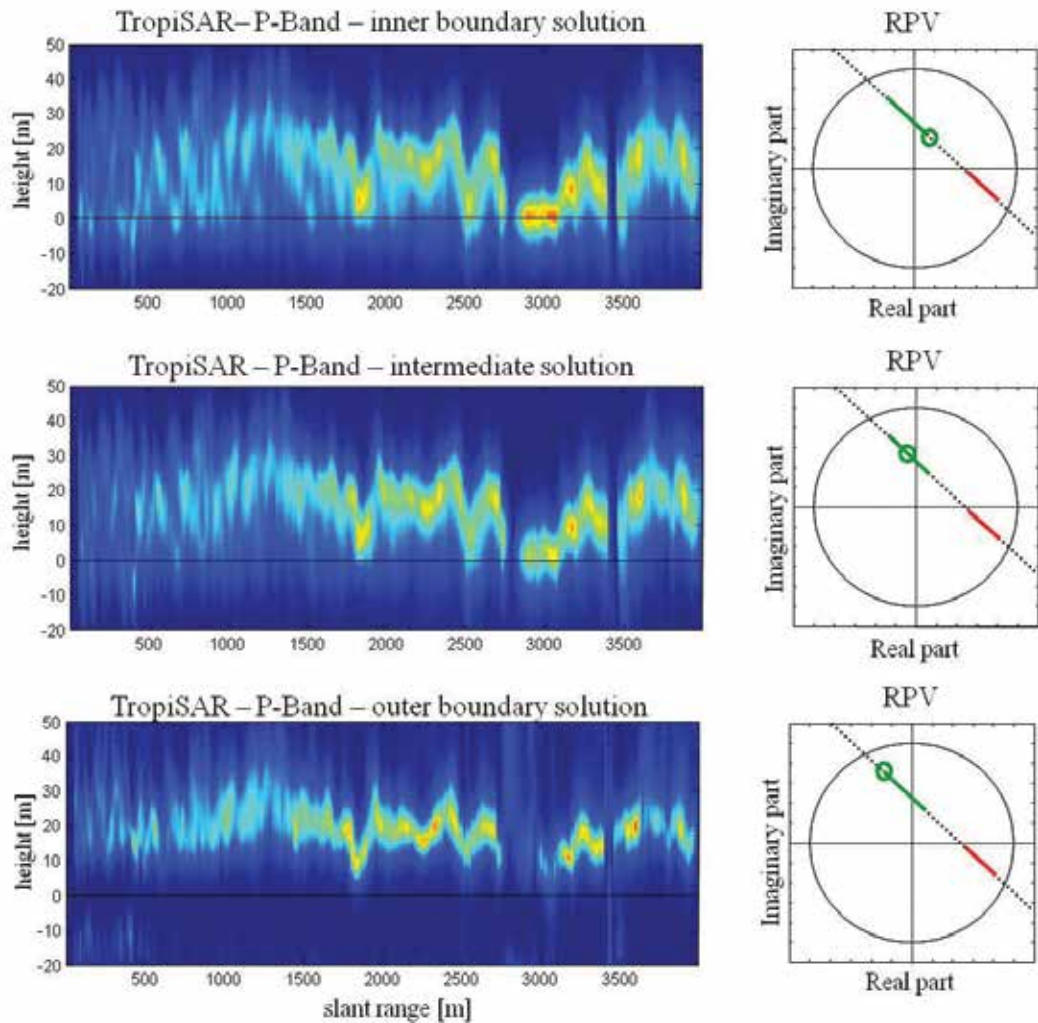 TropiSAR– P-Band – inner boundary solution
RPV
50
40
30
20
10
0
-10
-20
height [m]
500 1000 1500 2000 2500 3000 3500
Imaginary part
Real part
TropiSAR – P-Band – intermediate solution
RPV
50
40
30
20
10
0
-10
-20
height [m]
500 1000 1500 2000 2500 3000 3500
Imaginary part
Real part
TropiSAR – P-Band – outer boundary solution
RPV
50
40
30
20
10
0
-10
-20
height [m]
500 1000 1500 2000 2500 3000 3500
slant range [m]
Imaginary part
Real part